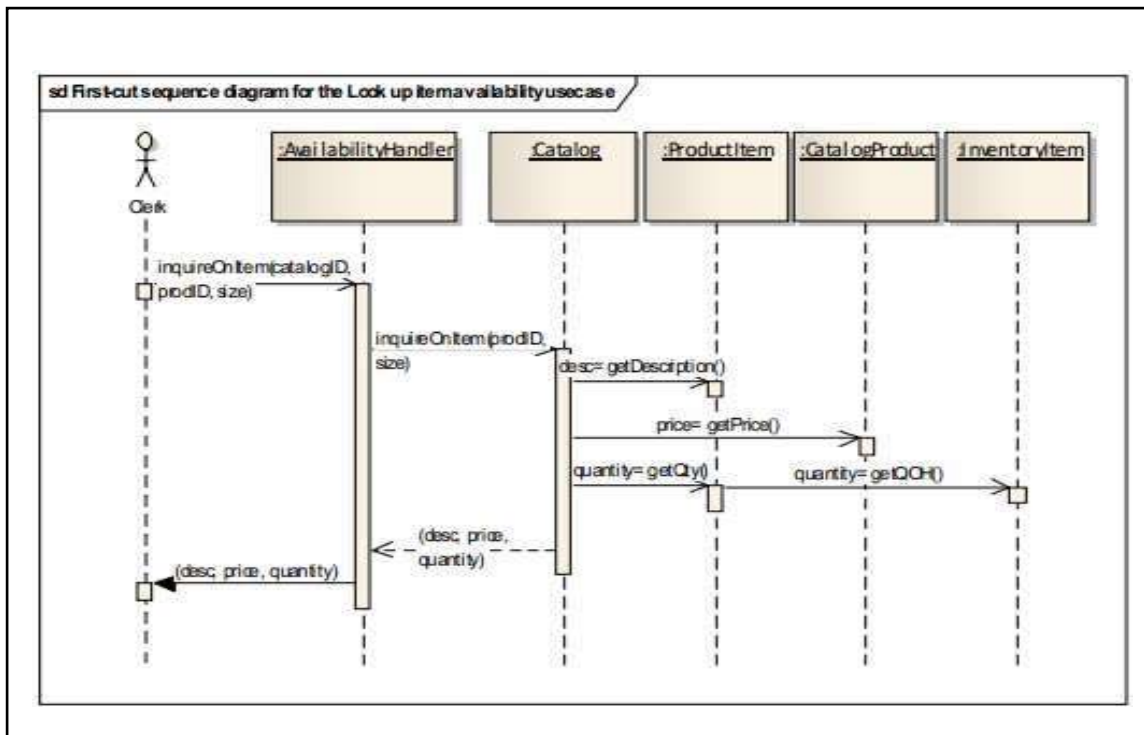 sd First-cut sequence diagram for the Look up item availability use case
:AvailabilityHandler
:Catalog
:ProductItem
:CatalogProduct
:InventoryItem
Clerk
inquireOnItem(catalogID,
prodID, size)
inquireOnItem(prodID,
size)
desc= getDescription()
price= getPrice()
quantity= getQty()
quantity= getQOH()
(desc, price,
quantity)
(desc, price, quantity)